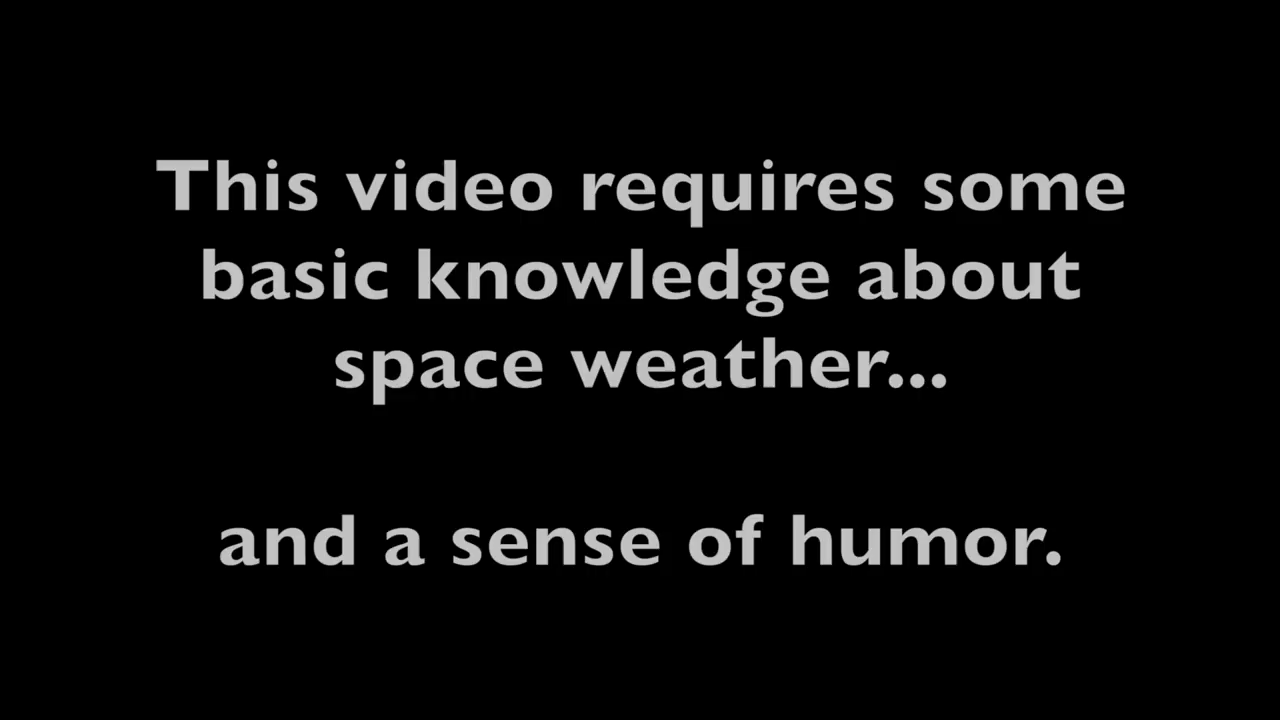 This video requires some
basic knowledge about
space weather...
and a sense of humor.